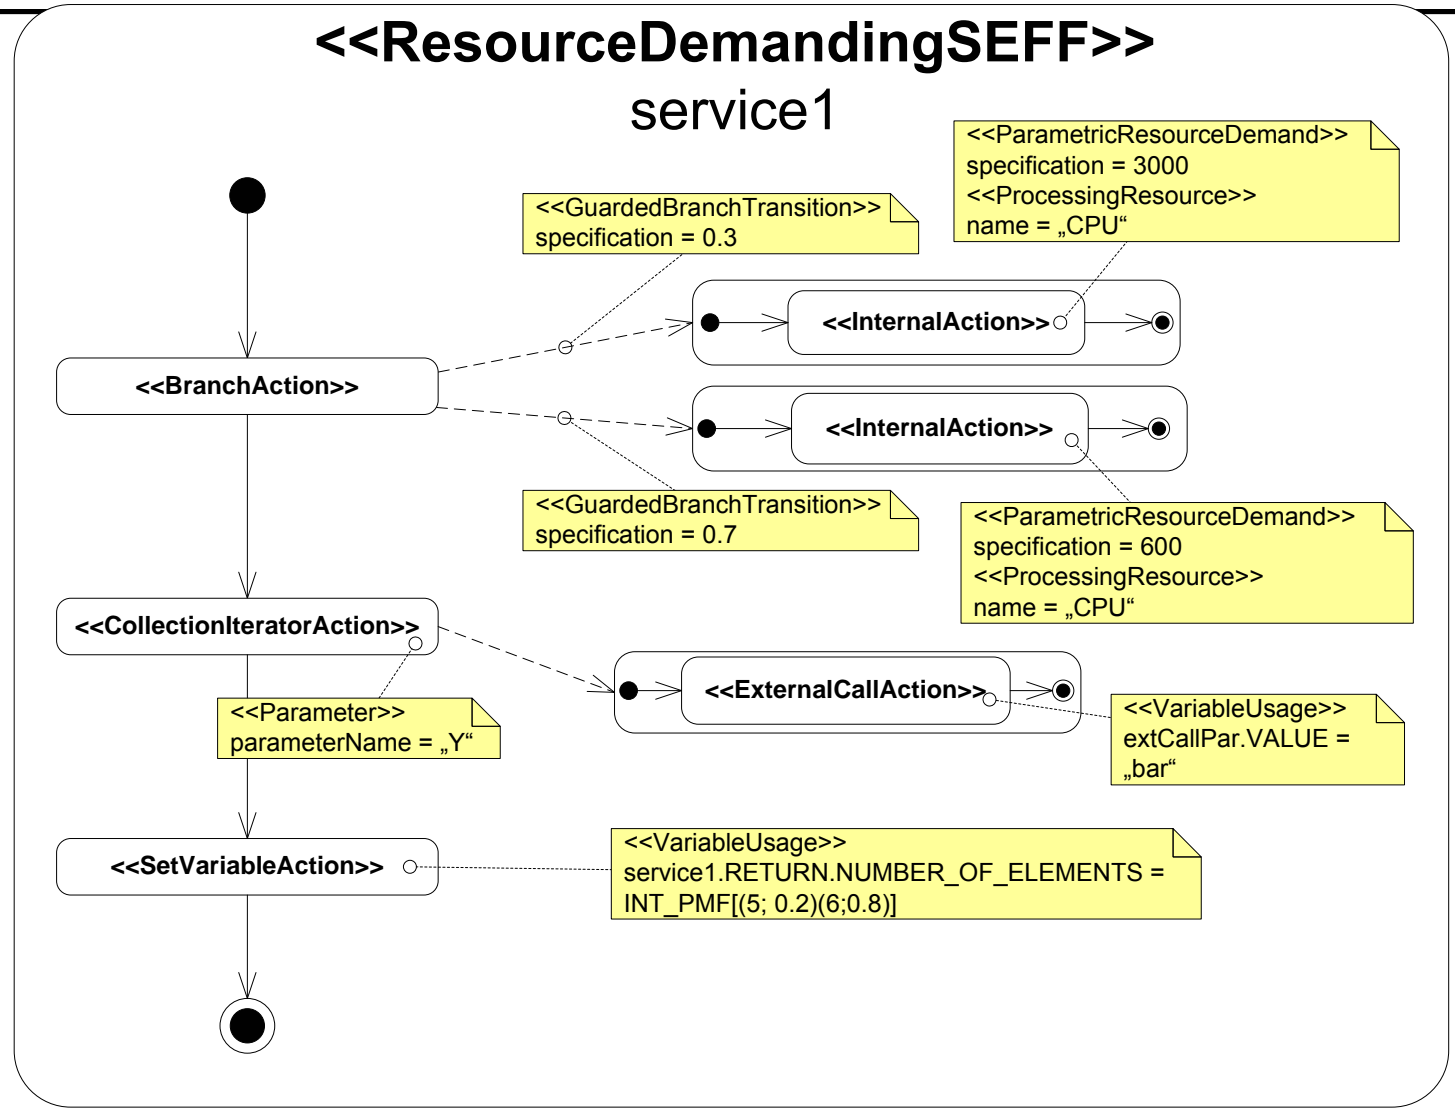 <<ResourceDemandingSEFF>>
service1
<<ParametricResourceDemand>>
specification = 3000
<<ProcessingResource>>
name = „CPU“
<<GuardedBranchTransition>>
specification = 0.3
<<InternalAction>>
<<BranchAction>>
<<InternalAction>>
<<GuardedBranchTransition>>
specification = 0.7
<<ParametricResourceDemand>>
specification = 600
<<ProcessingResource>>
name = „CPU“
<<CollectionIteratorAction>>
<<ExternalCallAction>>
<<Parameter>>
parameterName = „Y“
<<VariableUsage>>
extCallPar.VALUE =
„bar“
<<SetVariableAction>>
<<VariableUsage>>
service1.RETURN.NUMBER_OF_ELEMENTS =
INT_PMF[(5; 0.2)(6;0.8)]